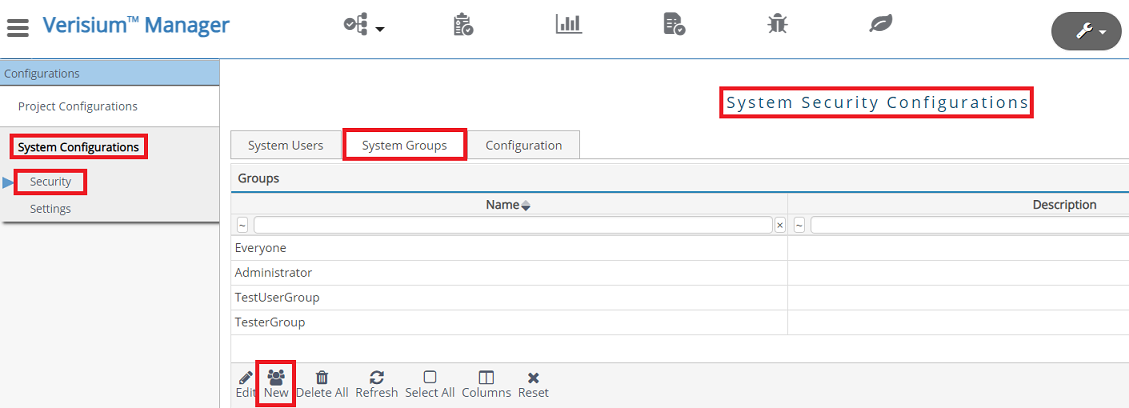 Verisium™ Manager
Configurations
Project Configurations
System Configurations
Security
Settings
System Security Configurations
System Users
System Groups
Configuration
Groups
Name
Description
~
×
~
Everyone
Administrator
TestUserGroup
TesterGroup
Edit
New
Delete All
Refresh
Select All
Columns
Reset